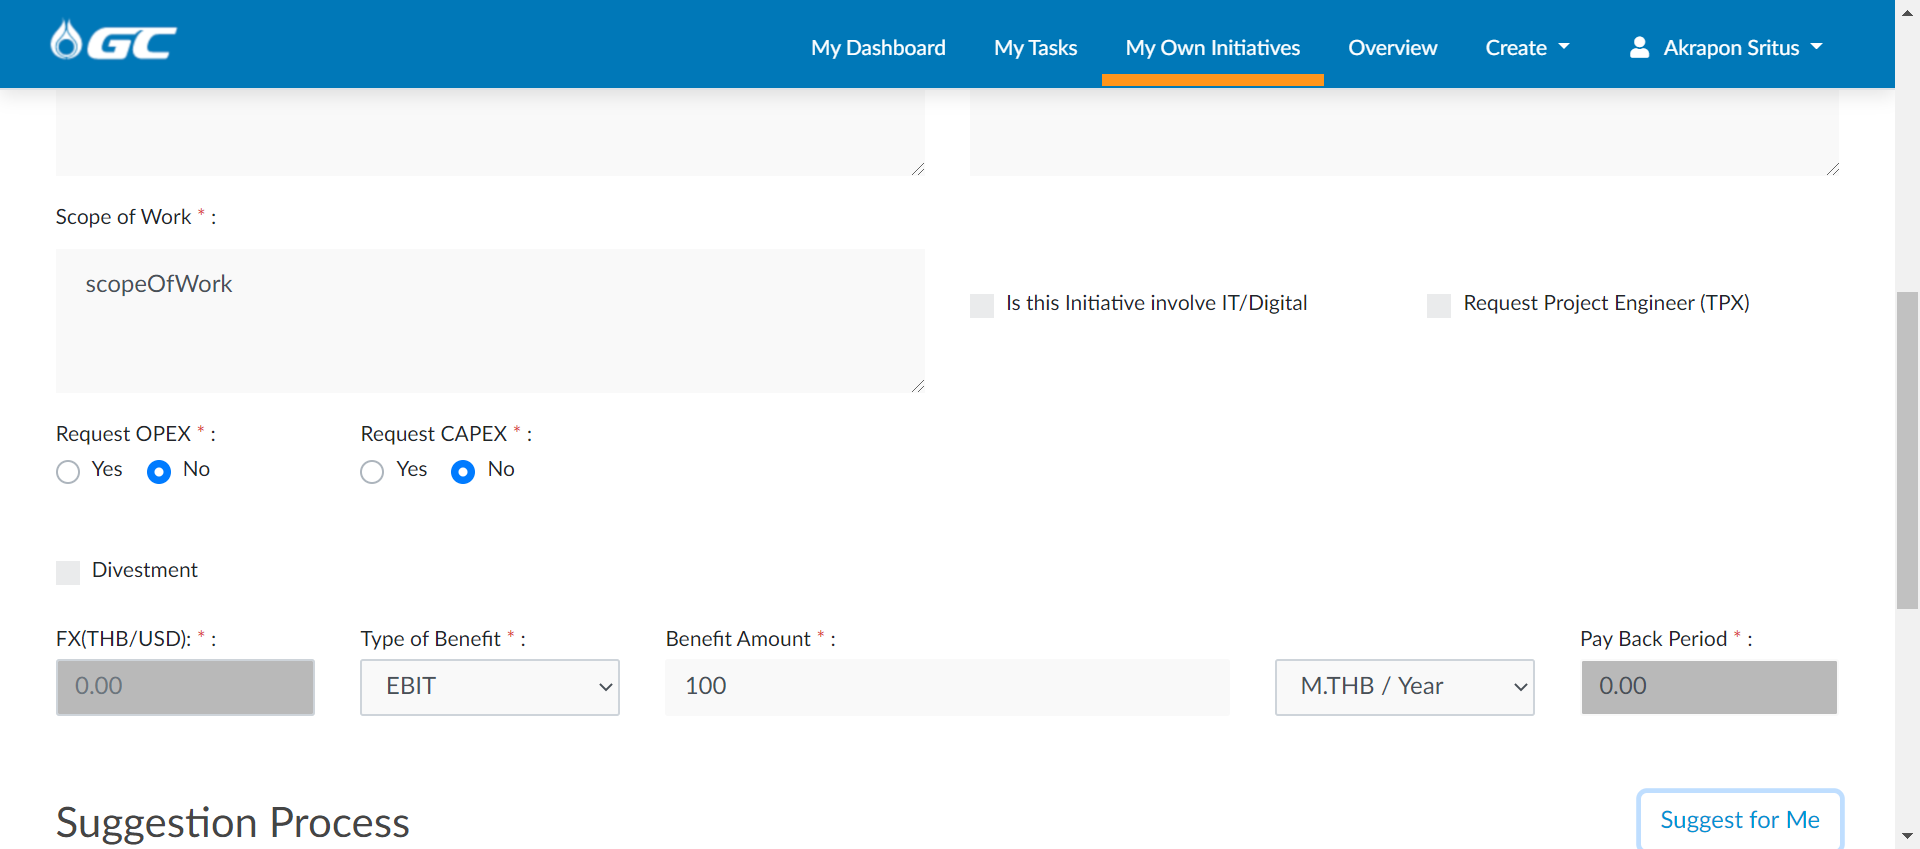 GC
My Dashboard My Tasks My Own Initiatives Overview Create Akrapon Sritus
Scope of Work * :
scopeOfWork
Is this Initiative involve IT/Digital Request Project Engineer (TPX)
Request OPEX * : Request CAPEX * :
Yes No Yes No
Divestment
FX(THB/USD): * : Type of Benefit * : Benefit Amount * : Pay Back Period * :
0.00 EBIT 100 M.THB / Year 0.00
Suggestion Process Suggest for Me